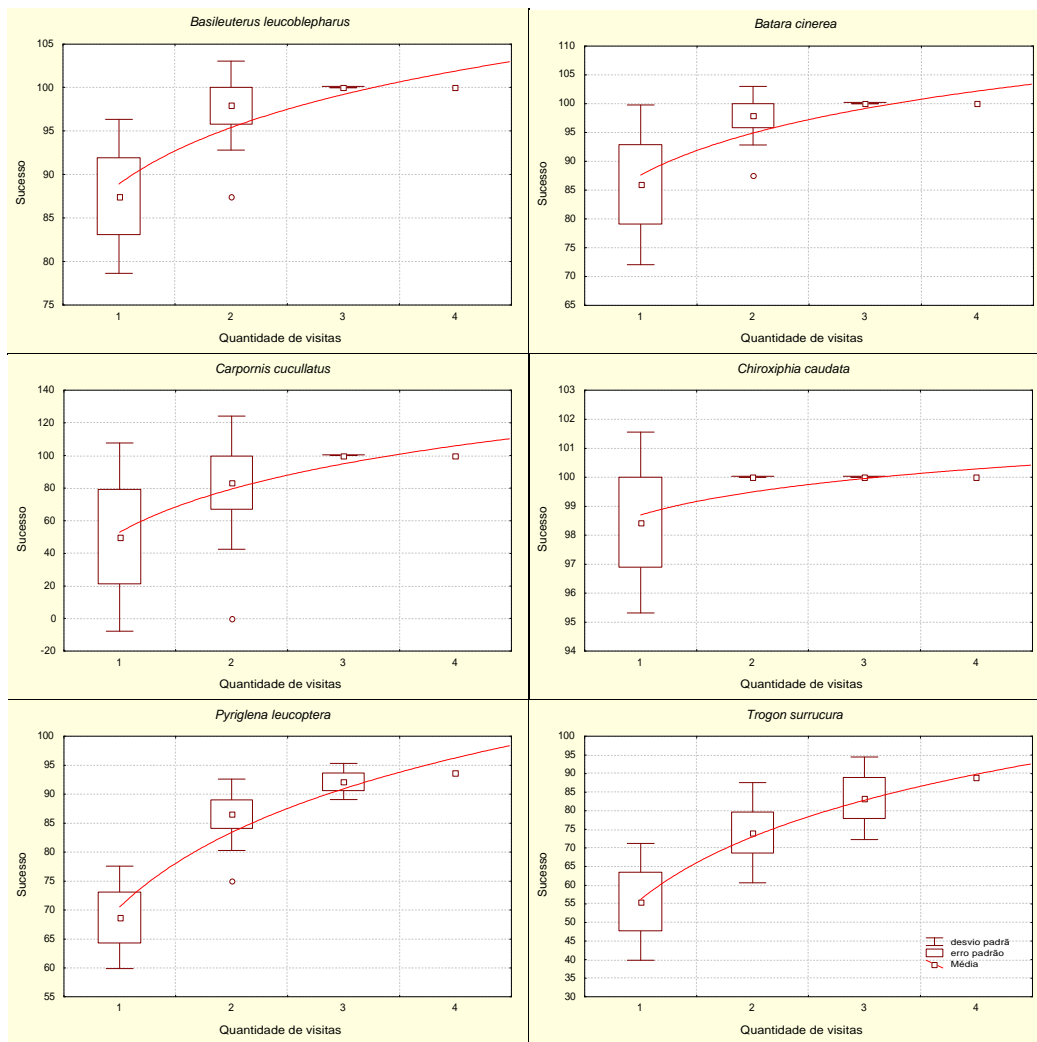 Basileuterus leucoblepharus
105
100
95
90
85
80
75
Sucesso
1 2 3 4
Quantidade de visitas
Batara cinerea
110
105
100
95
90
85
80
75
70
65
Sucesso
1 2 3 4
Quantidade de visitas
Carpornis cucullatus
140
120
100
80
60
40
20
0
-20
Sucesso
1 2 3 4
Quantidade de visitas
Chiroxiphia caudata
103
102
101
100
99
98
97
96
95
94
Sucesso
1 2 3 4
Quantidade de visitas
Pyriglena leucoptera
100
95
90
85
80
75
70
65
60
55
Sucesso
1 2 3 4
Quantidade de visitas
Trogon surrucura
100
95
90
85
80
75
70
65
60
55
50
45
40
35
30
Sucesso
desvio padrã
erro padrão
Média
1 2 3 4
Quantidade de visitas